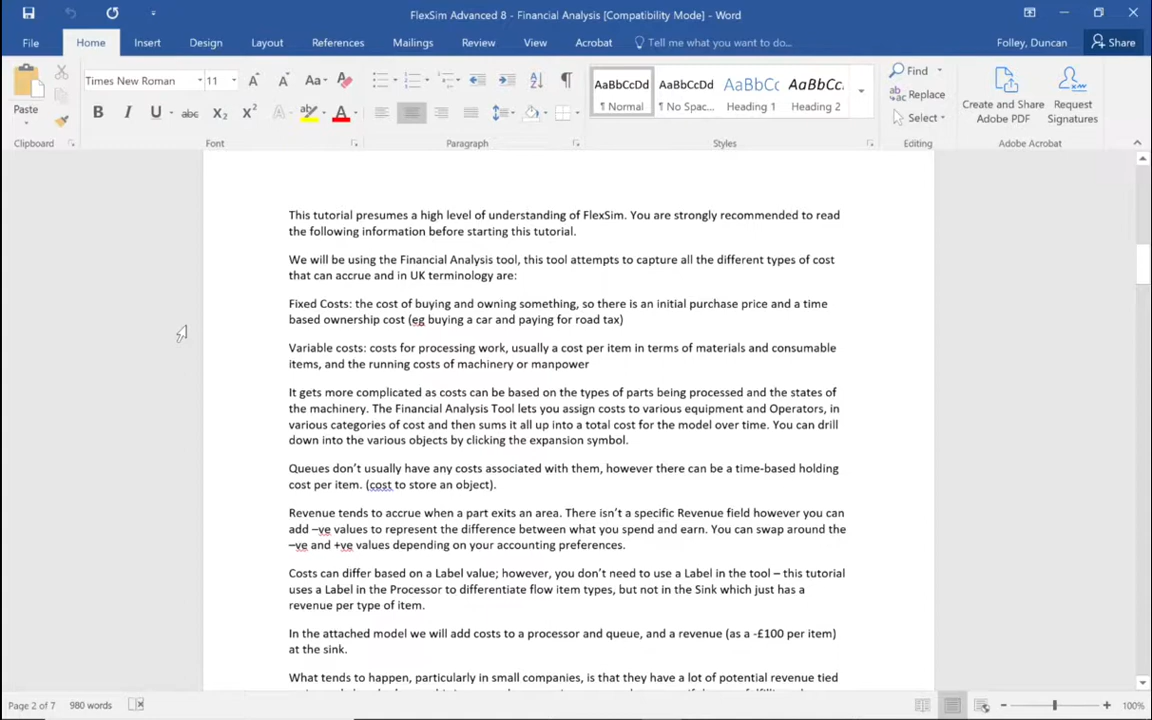 FlexSim Advanced 8 - Financial Analysis [Compatibility Mode] - Word
File Home Insert Design Layout References Mailings Review View Acrobat Tell me what you want to do... Folley, Duncan Share
Times New Roman 11 Aa
AaBbCcDd AaBbCcDd AaBbCc AaBbCc.
¶ Normal ¶ No Spac... Heading 1 Heading 2
Find
Replace
Select
Paste
B I U abc X2 X2 A ab A
Create and Share
Adobe PDF
Request
Signatures
Clipboard Font Paragraph Styles Editing Adobe Acrobat
This tutorial presumes a high level of understanding of FlexSim. You are strongly recommended to read
the following information before starting this tutorial.
We will be using the Financial Analysis tool, this tool attempts to capture all the different types of cost
that can accrue and in UK terminology are:
Fixed Costs: the cost of buying and owning something, so there is an initial purchase price and a time
based ownership cost (eg buying a car and paying for road tax)
Variable costs: costs for processing work, usually a cost per item in terms of materials and consumable
items, and the running costs of machinery or manpower
It gets more complicated as costs can be based on the types of parts being processed and the states of
the machinery. The Financial Analysis Tool lets you assign costs to various equipment and Operators, in
various categories of cost and then sums it all up into a total cost for the model over time. You can drill
down into the various objects by clicking the expansion symbol.
Queues don’t usually have any costs associated with them, however there can be a time-based holding
cost per item. (cost to store an object).
Revenue tends to accrue when a part exits an area. There isn’t a specific Revenue field however you can
add –ve values to represent the difference between what you spend and earn. You can swap around the
–ve and +ve values depending on your accounting preferences.
Costs can differ based on a Label value; however, you don’t need to use a Label in the tool – this tutorial
uses a Label in the Processor to differentiate flow item types, but not in the Sink which just has a
revenue per type of item.
In the attached model we will add costs to a processor and queue, and a revenue (as a -£100 per item)
at the sink.
What tends to happen, particularly in small companies, is that they have a lot of potential revenue tied
Page 2 of 7 980 words 100%